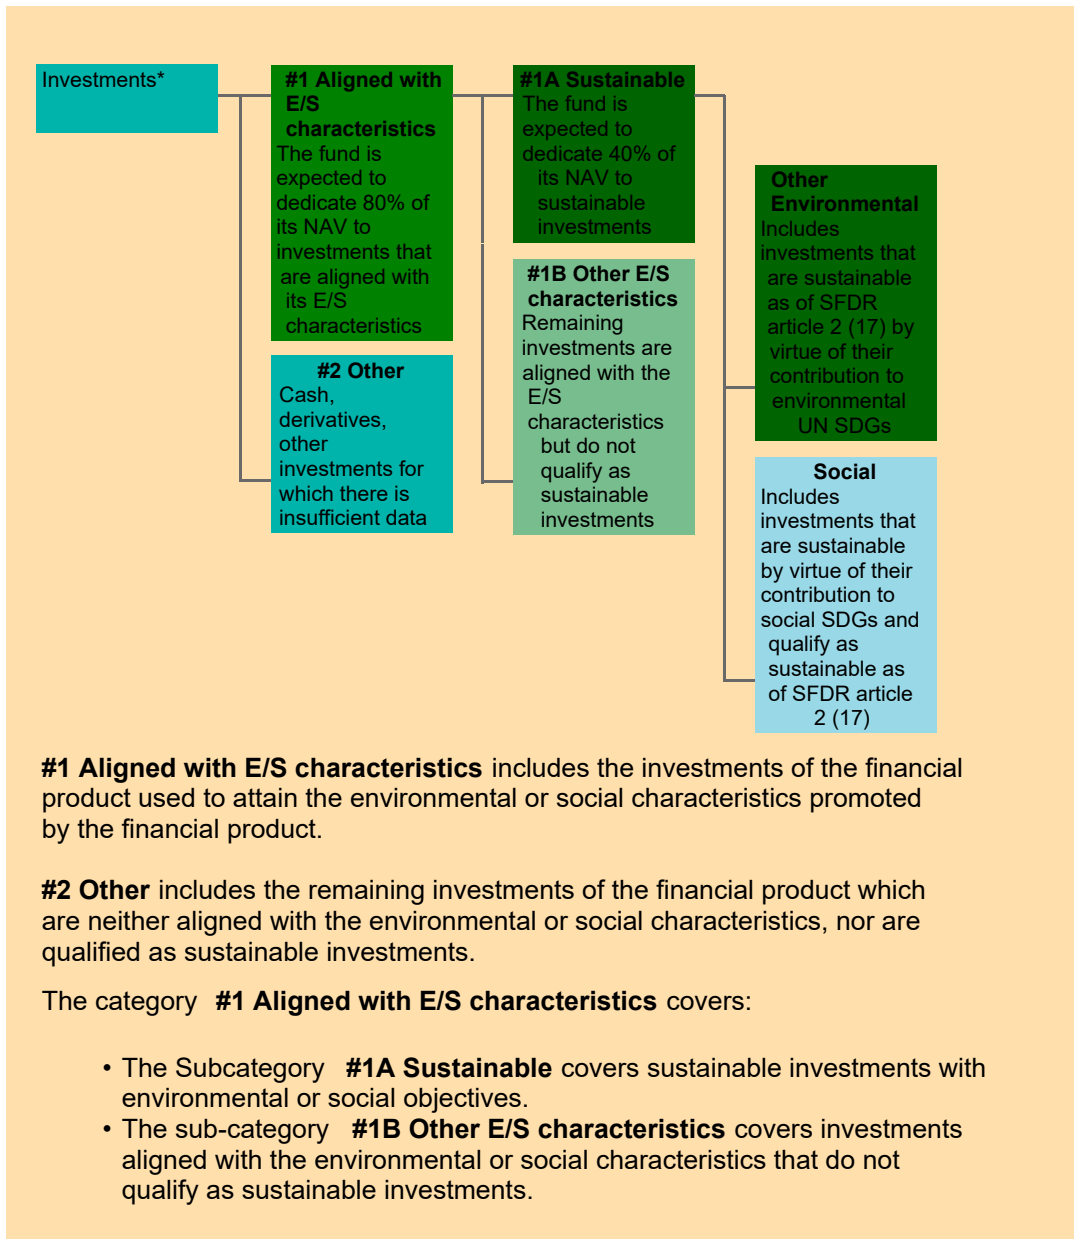 Investments*
#1 Aligned with
E/S
characteristics
The fund is
expected to
dedicate 80% of
its NAV to
investments that
are aligned with
its E/S
characteristics
#2 Other
Cash,
derivatives,
other
investments for
which there is
insufficient data
#1A Sustainable
The fund is
expected to
dedicate 40% of
its NAV to
sustainable
investments
#1B Other E/S
characteristics
Remaining
investments are
aligned with the
E/S
characteristics
but do not
qualify as
sustainable
investments
Other
Environmental
Includes
investments that
are sustainable
as of SFDR
article 2 (17) by
virtue of their
contribution to
environmental
UN SDGs
Social
Includes
investments that
are sustainable
by virtue of their
contribution to
social SDGs and
qualify as
sustainable as
of SFDR article
2 (17)
#1 Aligned with E/S characteristics includes the investments of the financial
product used to attain the environmental or social characteristics promoted
by the financial product.
#2 Other includes the remaining investments of the financial product which
are neither aligned with the environmental or social characteristics, nor are
qualified as sustainable investments.
The category #1 Aligned with E/S characteristics covers:
• The Subcategory #1A Sustainable covers sustainable investments with
environmental or social objectives.
• The sub-category #1B Other E/S characteristics covers investments
aligned with the environmental or social characteristics that do not
qualify as sustainable investments.